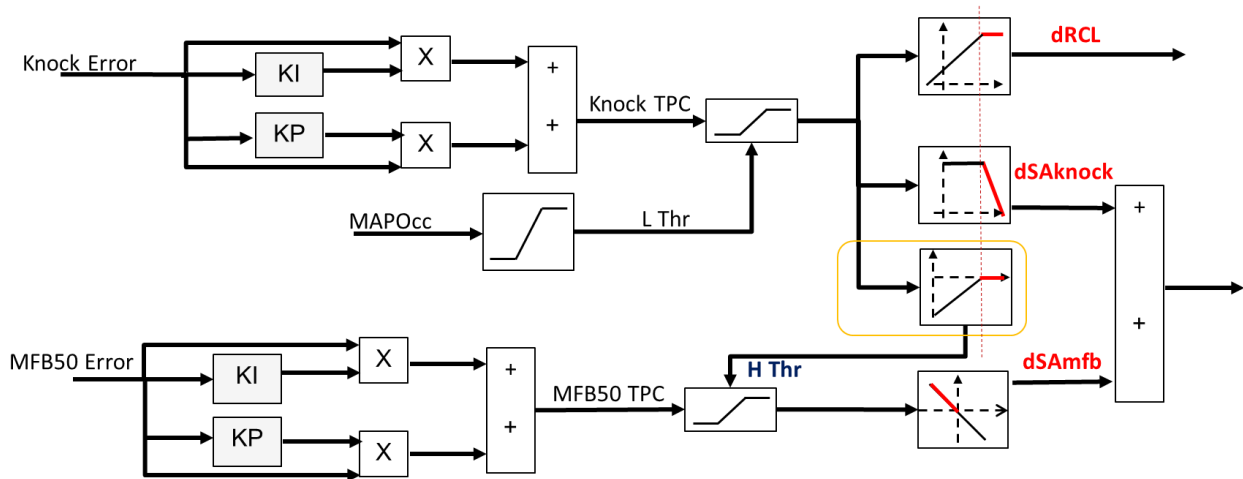 Knock Error
KI
X
+
+
KP
X
Knock TPC
dRCL
MAPOcc
L Thr
dSAknock
+
+
MFB50 Error
KI
X
+
+
KP
X
MFB50 TPC
H Thr
dSAmfb